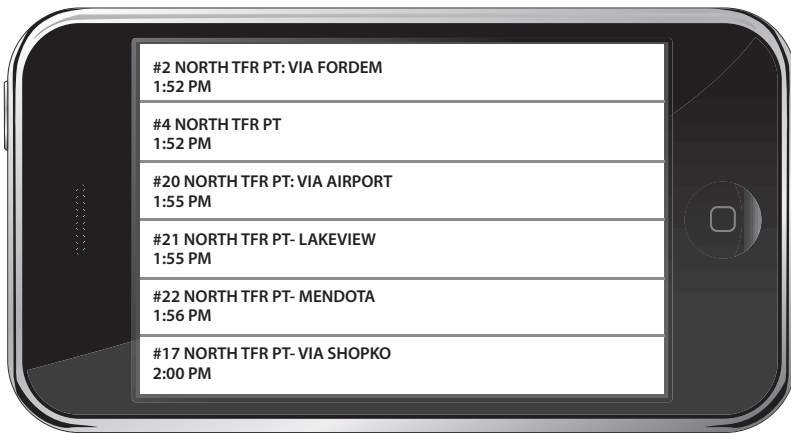 #2 NORTH TFR PT: VIA FORDEM
1:52 PM
#4 NORTH TFR PT
1:52 PM
#20 NORTH TFR PT: VIA AIRPORT
1:55 PM
#21 NORTH TFR PT- LAKEVIEW
1:55 PM
#22 NORTH TFR PT- MENDOTA
1:56 PM
#17 NORTH TFR PT- VIA SHOPKO
2:00 PM